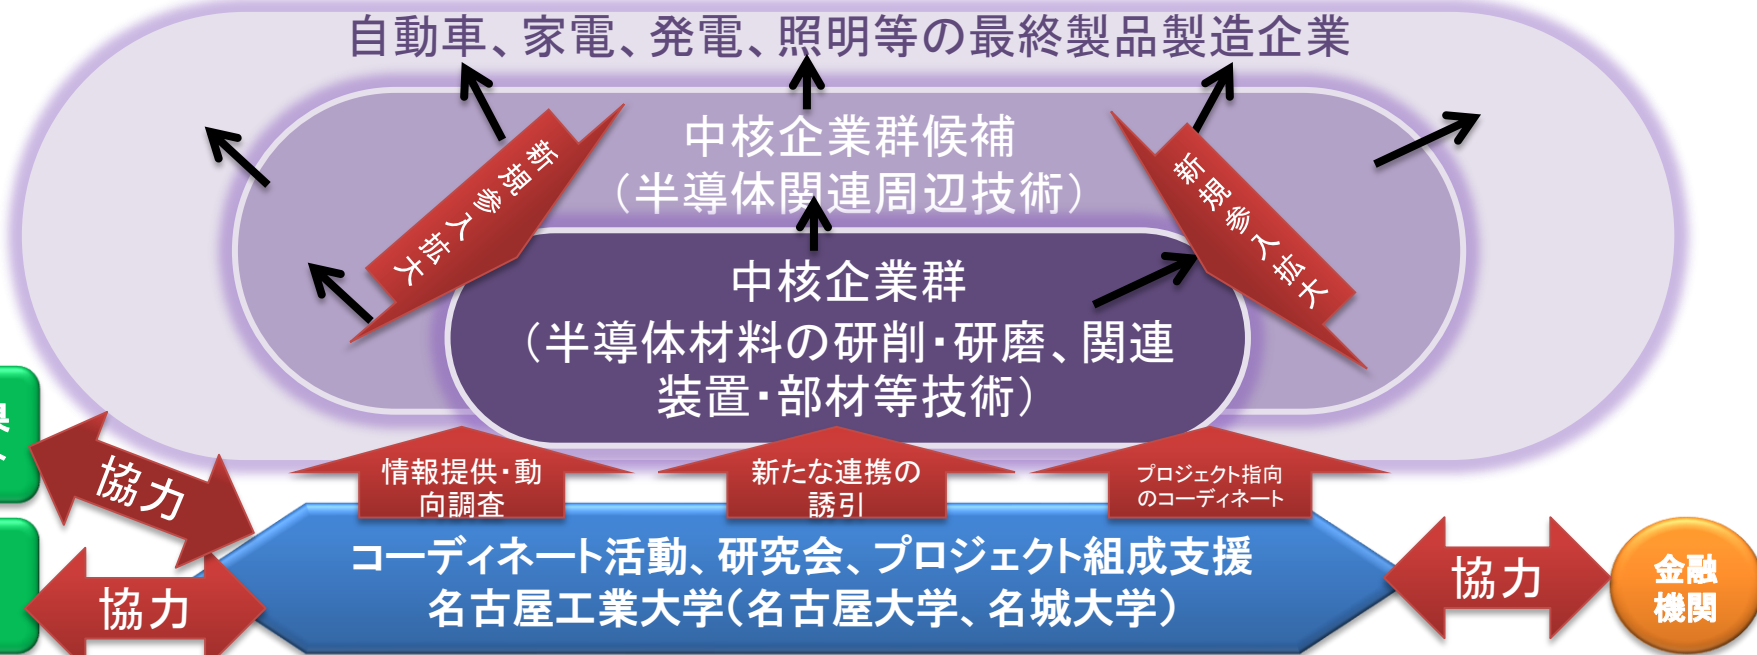 自動車、家電、発電、照明等の最終製品製造企業
中核企業群候補
（半導体関連周辺技術）
新規参入拡大
新規参入拡大
中核企業群
（半導体材料の研削・研磨、関連
装置・部材等技術）
情報提供・動
向調査
新たな連携の
誘引
プロジェクト指向
のコーディネート
協力
コーディネート活動、研究会、プロジェクト組成支援
名古屋工業大学（名古屋大学、名城大学）
協力
協力
金融
機関